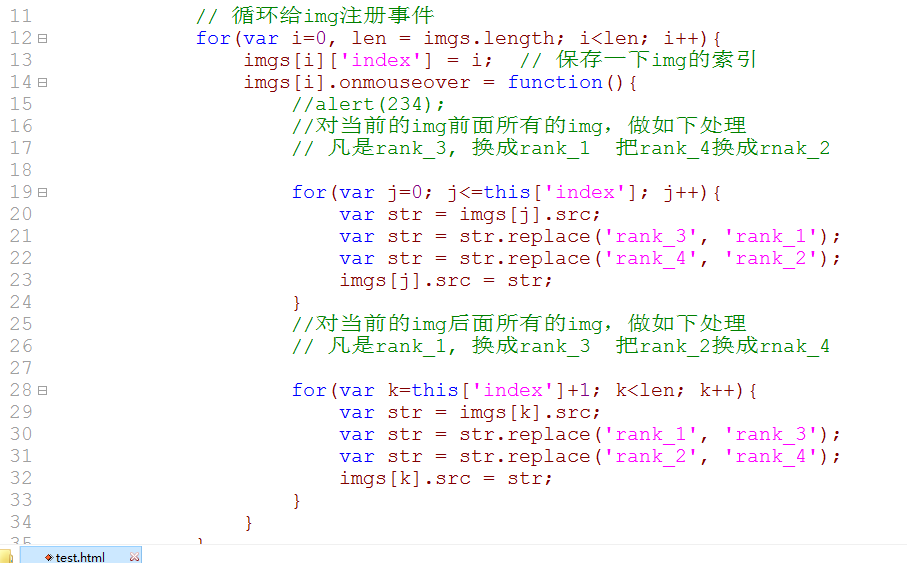 11 // 循环给img注册事件
12 for(var i=0, len = imgs.length; i<len; i++){
13 imgs[i]['index'] = i; // 保存一下img的索引
14 imgs[i].onmouseover = function(){
15 //alert(234);
16 //对当前的img前面所有的img，做如下处理
17 // 凡是rank_3, 换成rank_1 把rank_4换成rnak_2
18
19 for(var j=0; j<=this['index']; j++){
20 var str = imgs[j].src;
21 var str = str.replace('rank_3', 'rank_1');
22 var str = str.replace('rank_4', 'rank_2');
23 imgs[j].src = str;
24 }
25 //对当前的img后面所有的img，做如下处理
26 // 凡是rank_1, 换成rank_3 把rank_2换成rnak_4
27
28 for(var k=this['index']+1; k<len; k++){
29 var str = imgs[k].src;
30 var str = str.replace('rank_1', 'rank_3');
31 var str = str.replace('rank_2', 'rank_4');
32 imgs[k].src = str;
33 }
34 }
35 }
test.html